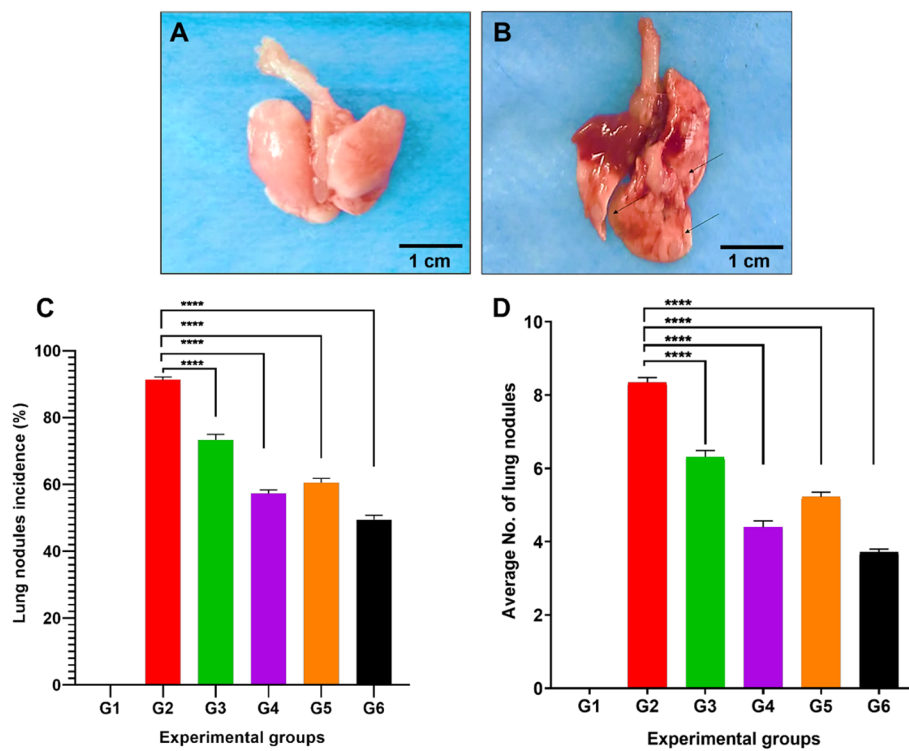 A
1 cm
B
1 cm
C
****
****
****
****
Lung nodules incidence (%)
100
80
60
40
20
0
G1 G2 G3 G4 G5 G6
Experimental groups
D
****
****
****
****
Average No. of lung nodules
10
8
6
4
2
0
G1 G2 G3 G4 G5 G6
Experimental groups